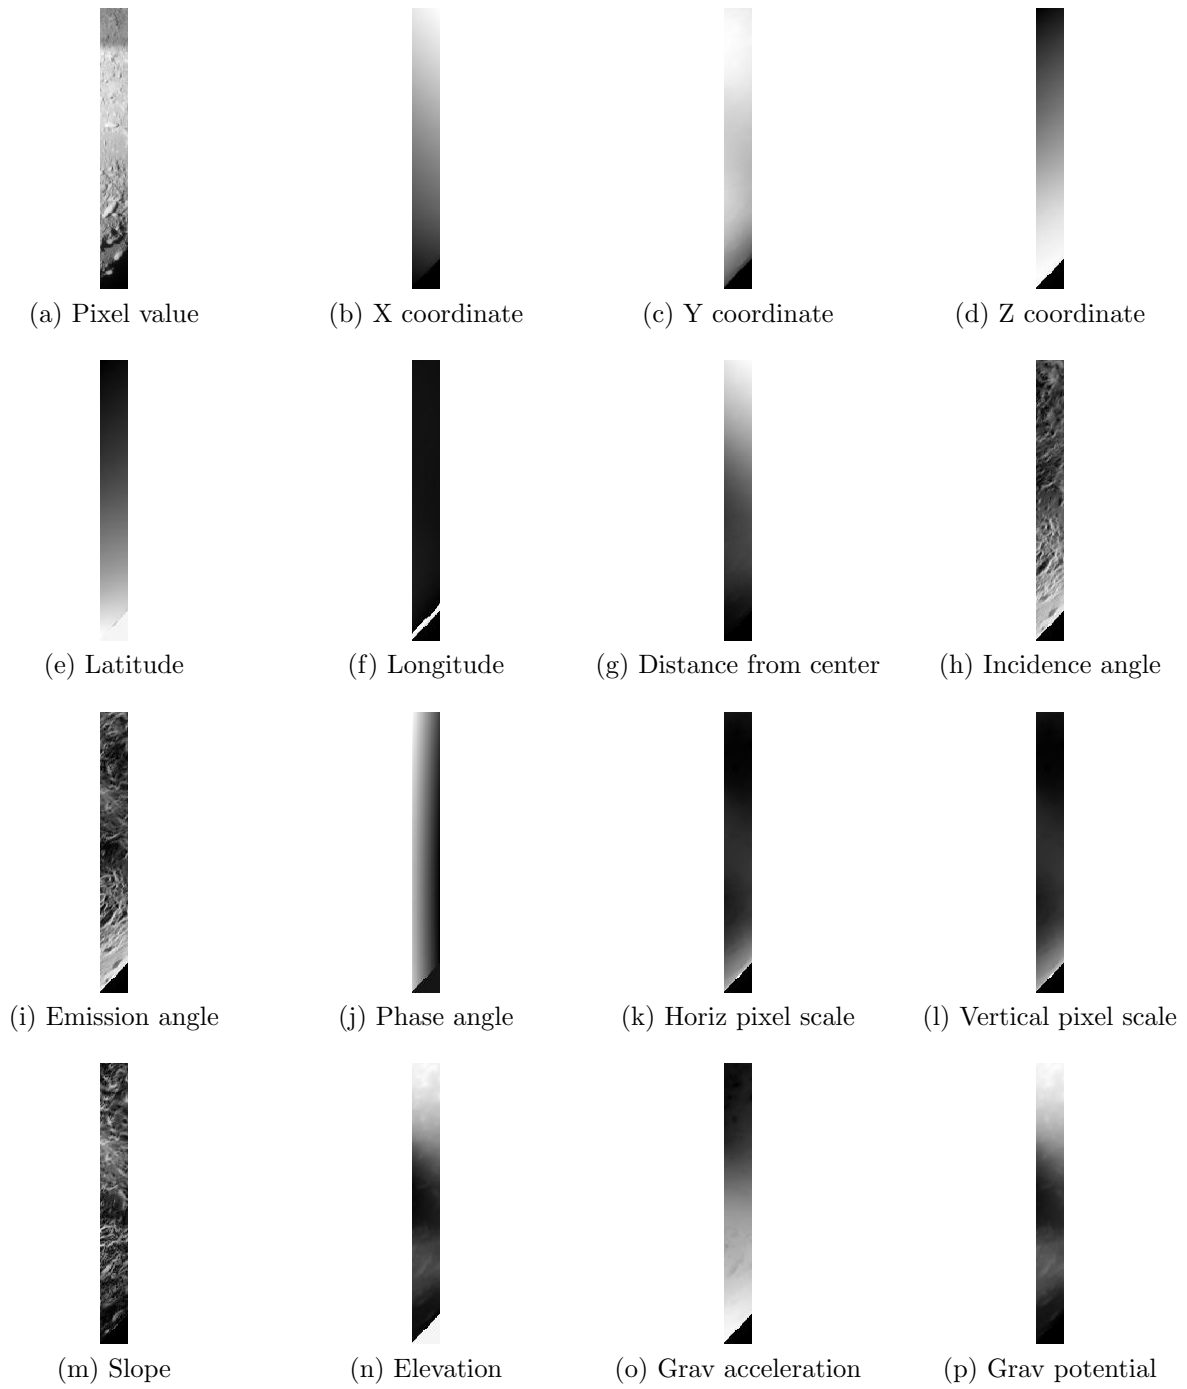 (a) Pixel value
(b) X coordinate
(c) Y coordinate
(d) Z coordinate
(e) Latitude
(f) Longitude
(g) Distance from center
(h) Incidence angle
(i) Emission angle
(j) Phase angle
(k) Horiz pixel scale
(l) Vertical pixel scale
(m) Slope
(n) Elevation
(o) Grav acceleration
(p) Grav potential